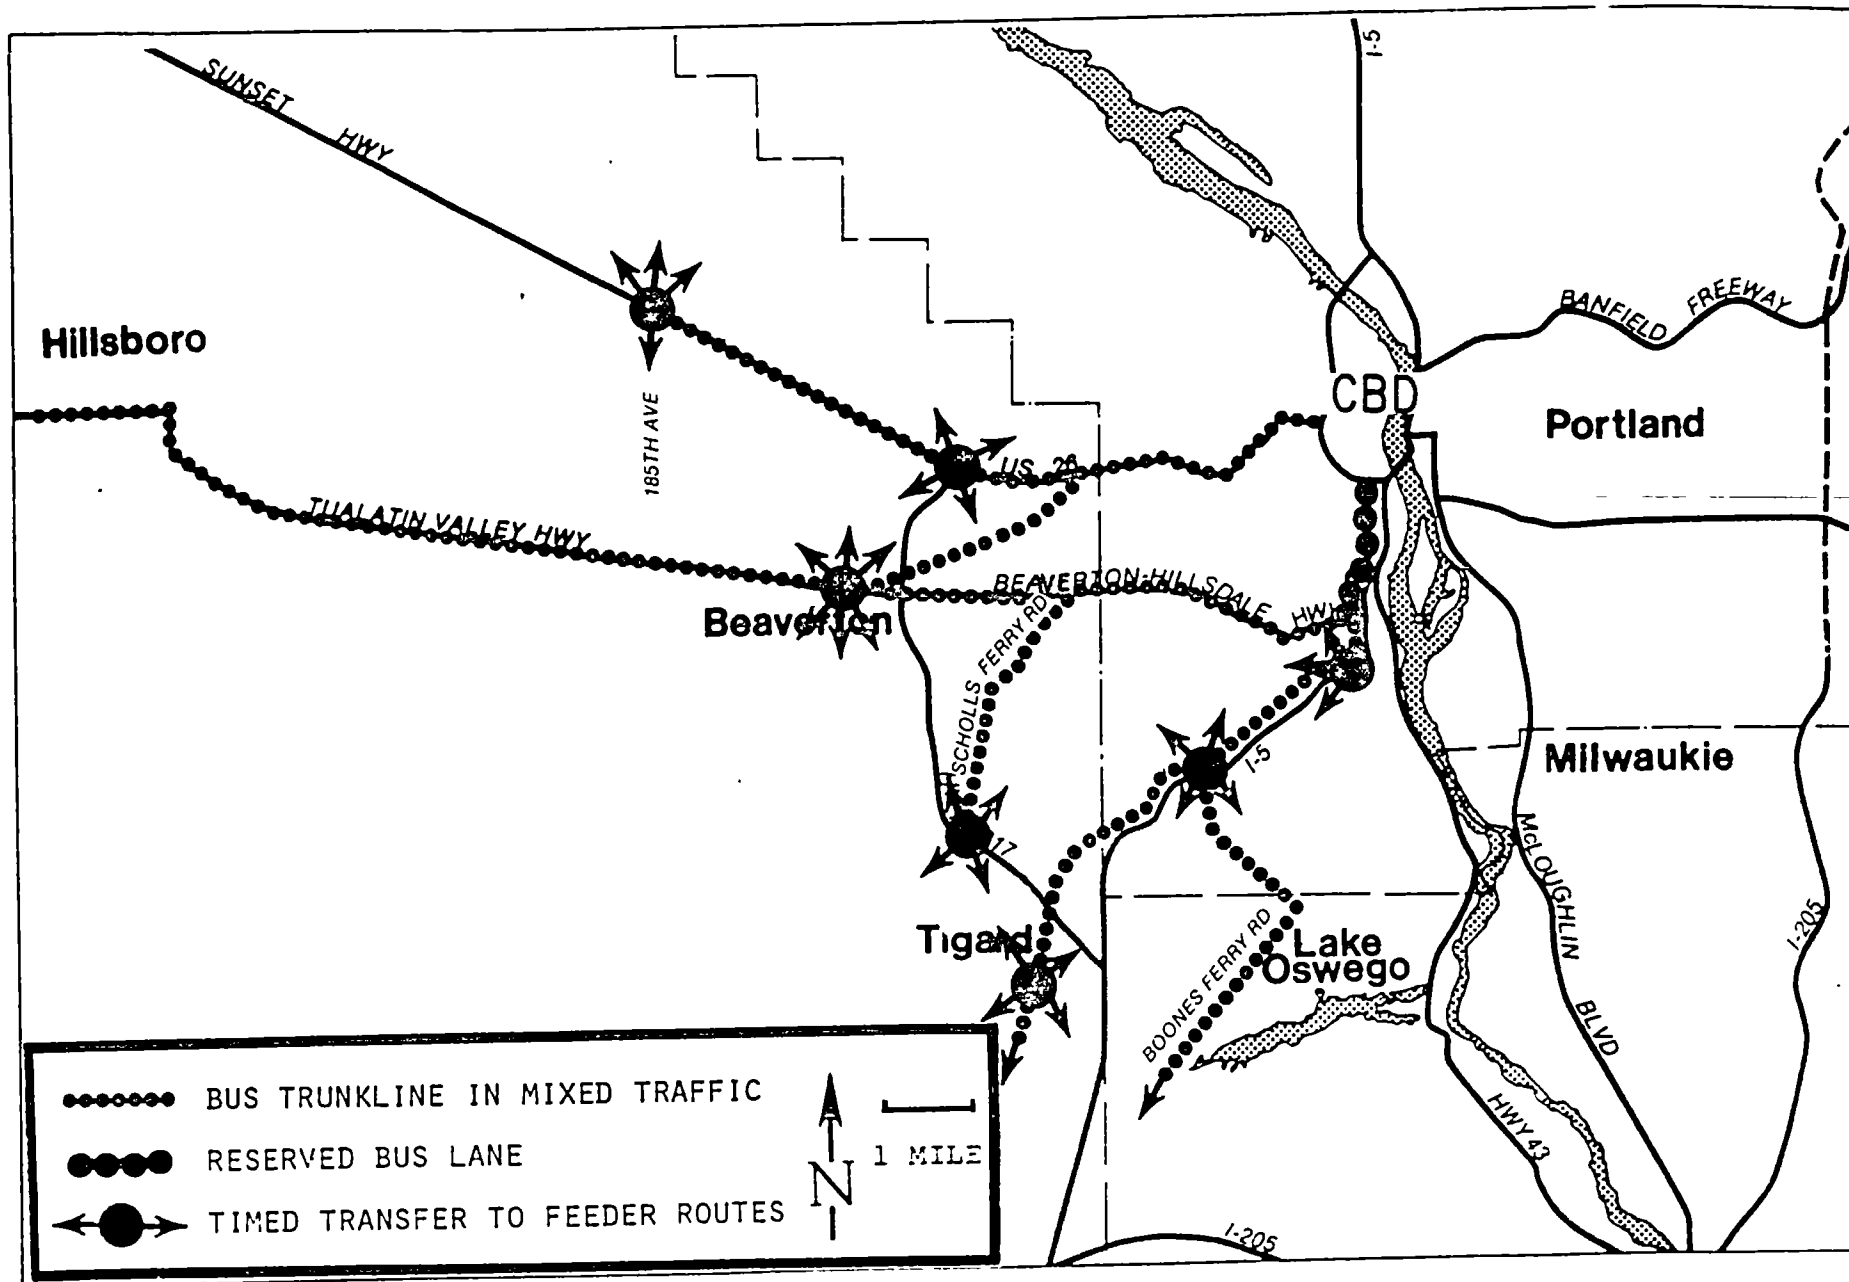 I-5
SUNSET
HWY
BANFIELD FREEWAY
Hillsboro
185TH AVE
CBD
Portland
US 26
TUALATIN VALLEY HWY
BEAVERTON-HILLSDALE HWY
Beaverton
SCHOLLS FERRY RD
I-5
Milwaukie
217
McLOUGHLIN BLVD
Tigard
BOONES FERRY RD
Lake
Oswego
I-205
HWY 43
I-205
BUS TRUNKLINE IN MIXED TRAFFIC
RESERVED BUS LANE
TIMED TRANSFER TO FEEDER ROUTES
N
1 MILE